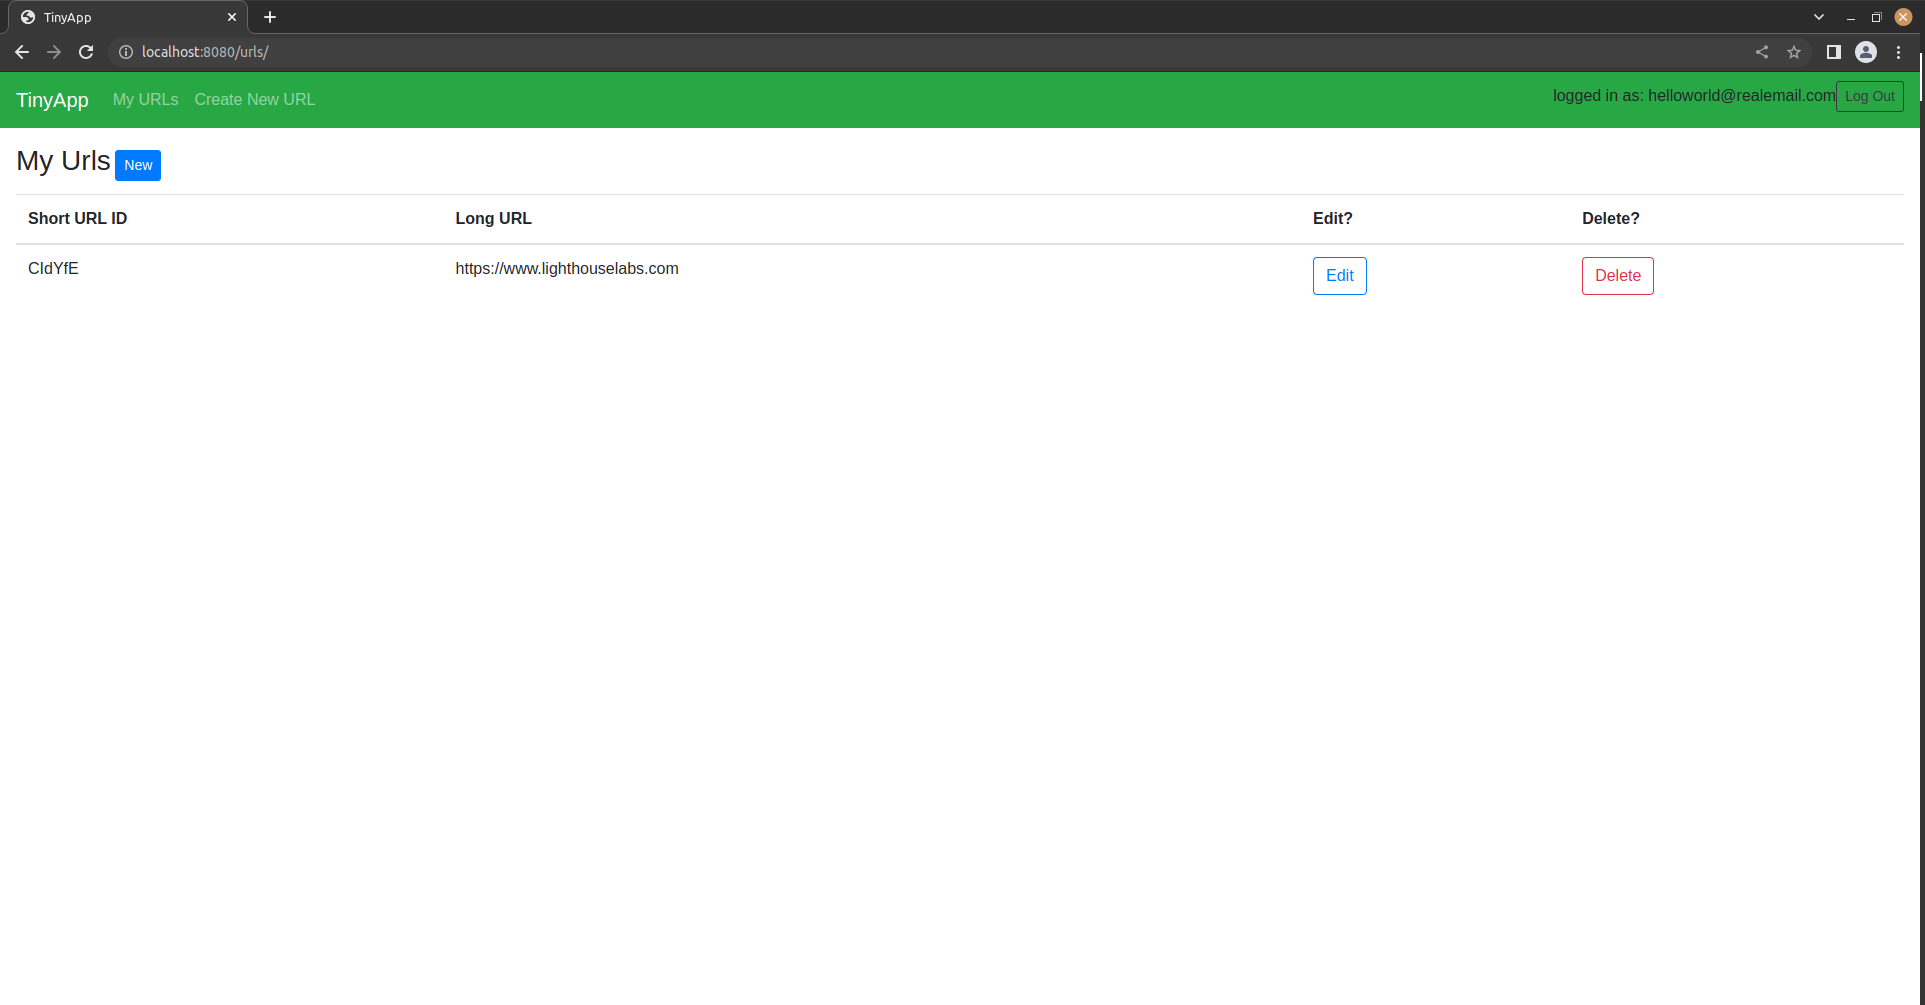 TinyApp
localhost:8080/urls/
TinyApp My URLs Create New URL logged in as: helloworld@realemail.com Log Out
My Urls New
Short URL ID Long URL Edit? Delete?
CIdYfE https://www.lighthouselabs.com Edit Delete